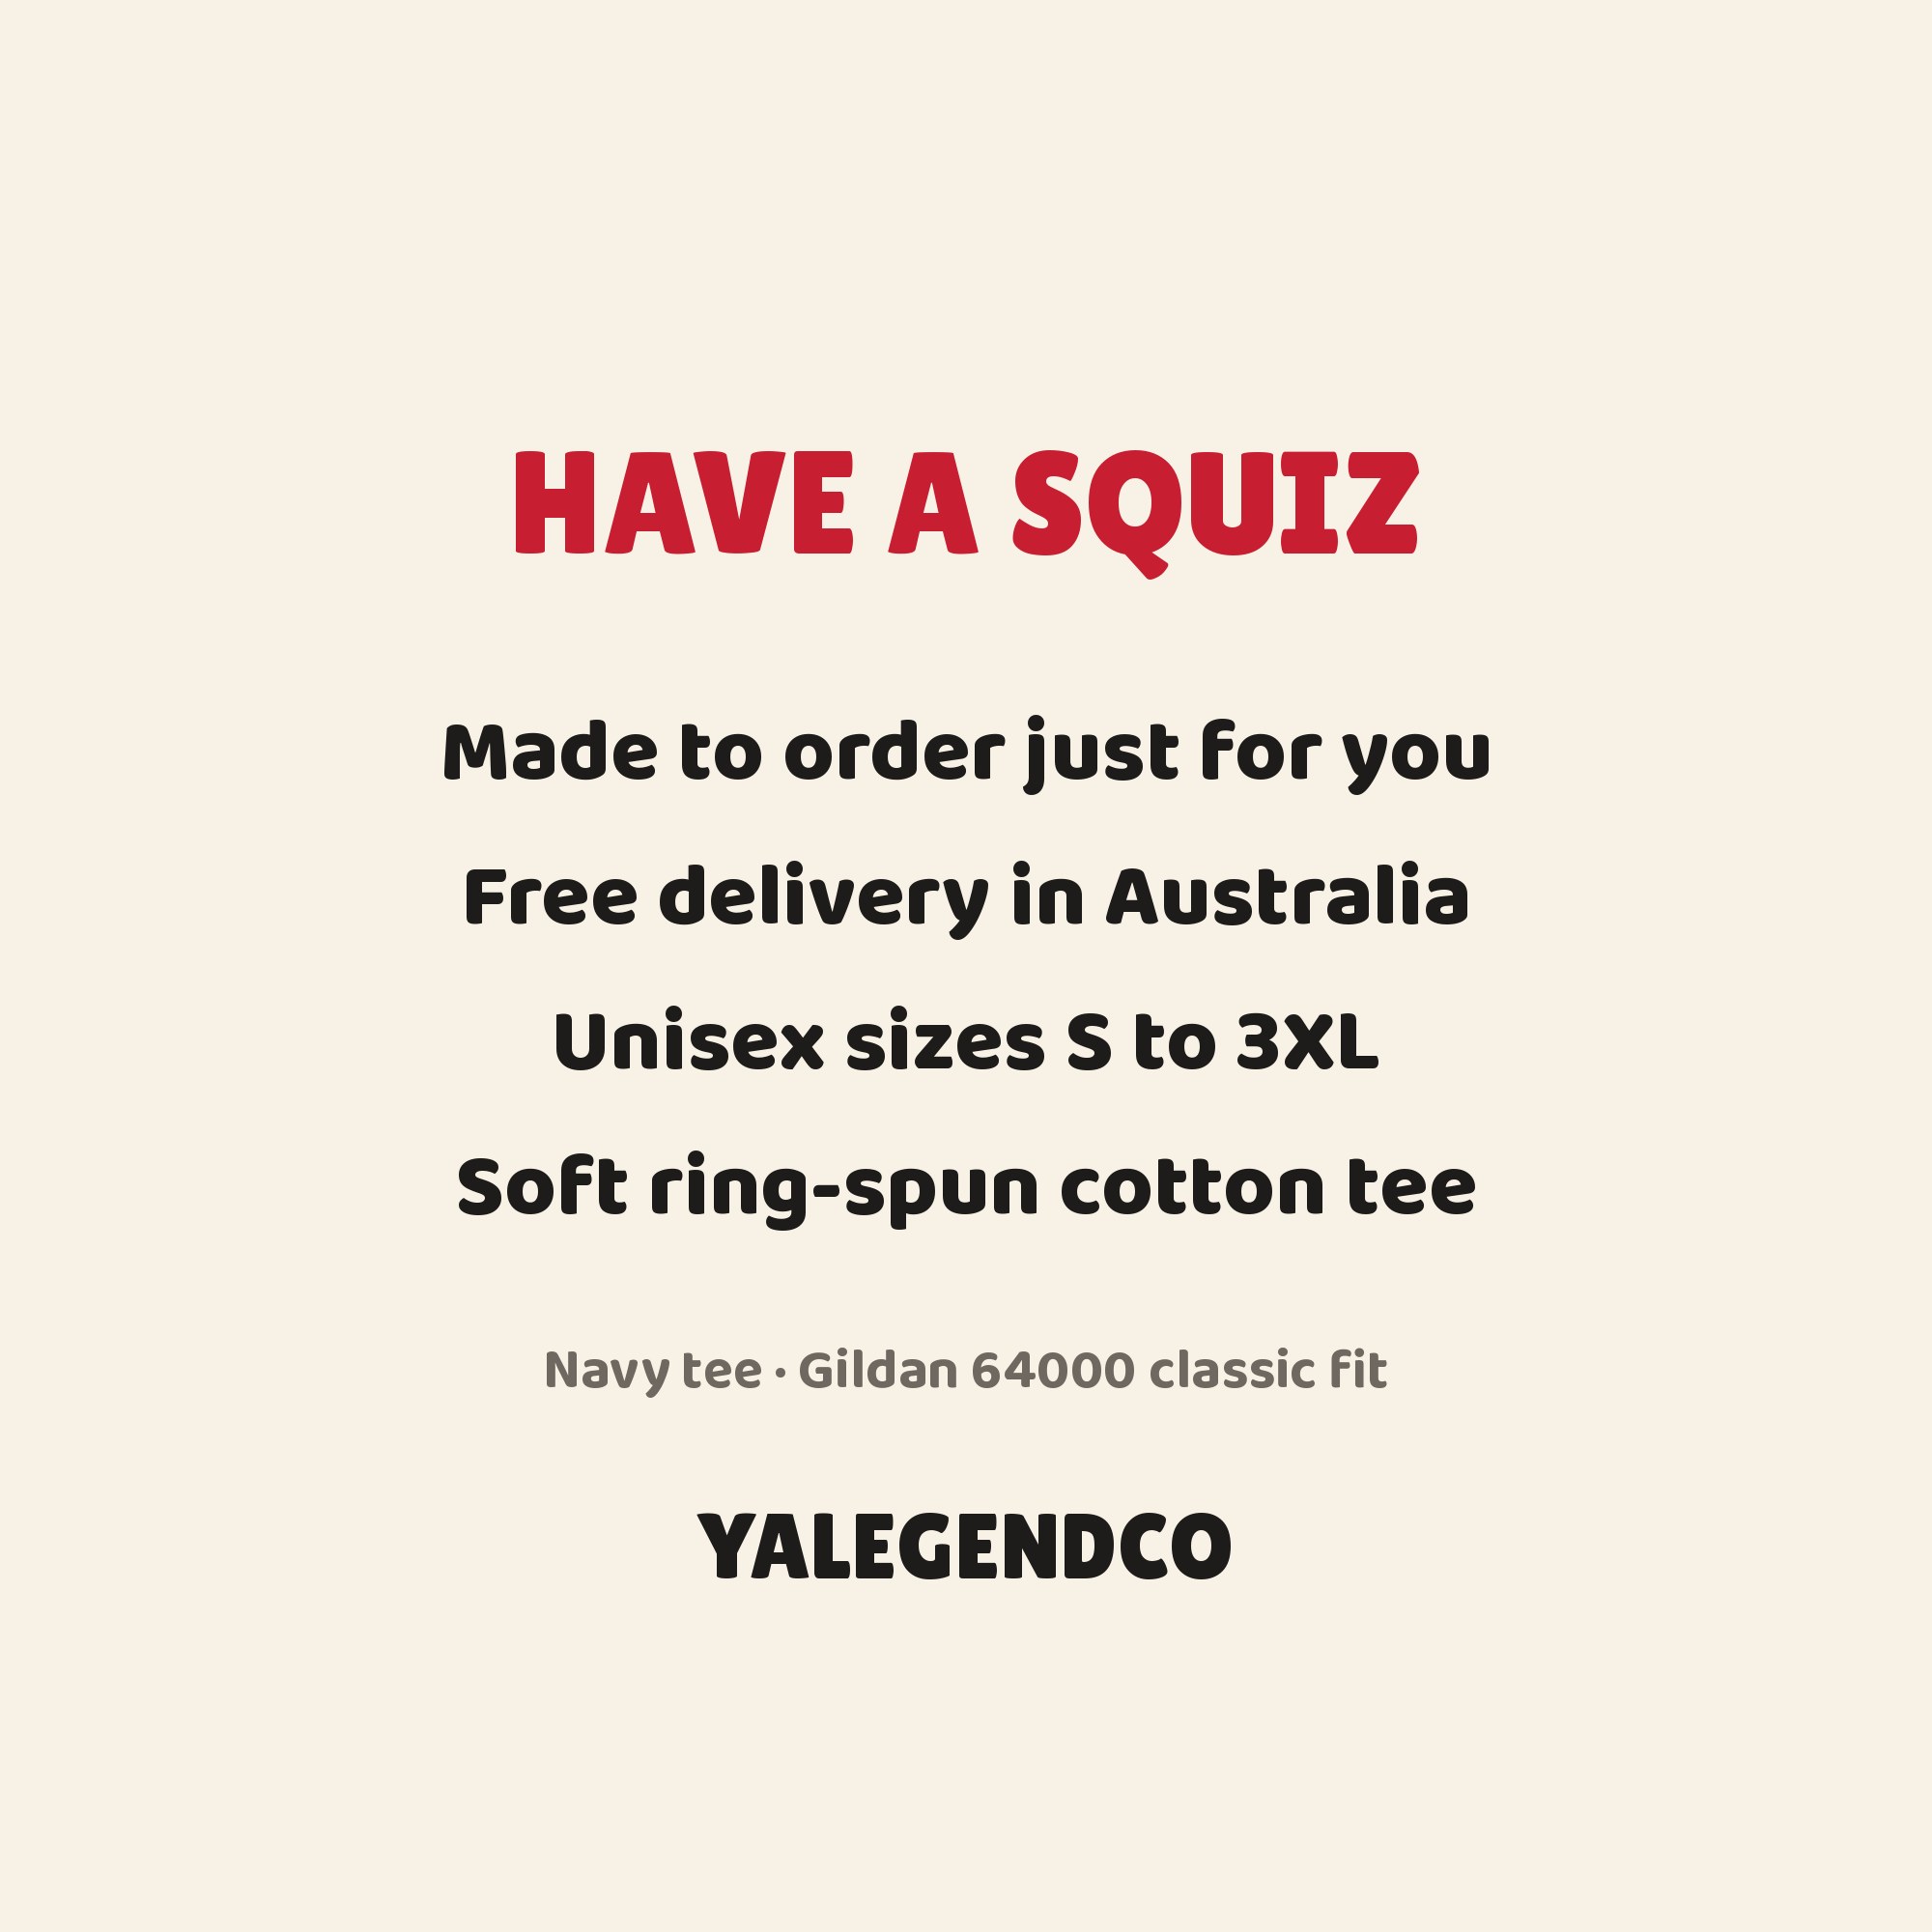 HAVE A SQUIZ
Made to order just for you
Free delivery in Australia
Unisex sizes S to 3XL
Soft ring-spun cotton tee
Navy tee · Gildan 64000 classic fit
YALEGENDCO